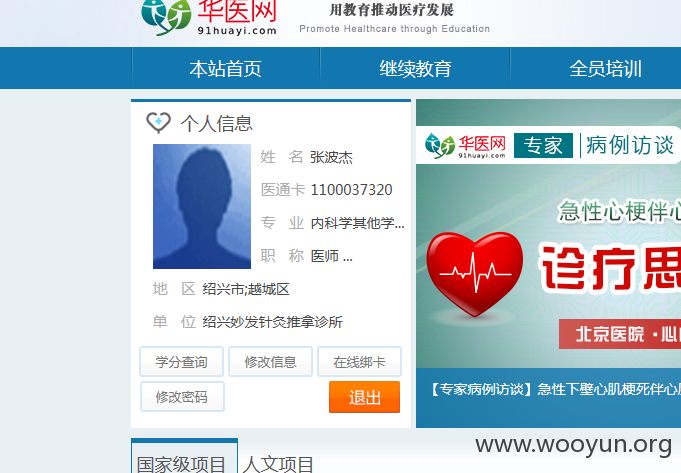 华医网
91huayi.com
用教育推动医疗发展
Promote Healthcare through Education
本站首页
继续教育
全员培训
个人信息
姓 名 张波杰
医通卡 1100037320
专 业 内科学其他学...
职 称 医师 ...
地 区 绍兴市;越城区
单 位 绍兴妙发针灸推拿诊所
学分查询
修改信息
在线绑卡
修改密码
退出
华医网
91huayi.com
专家
病例访谈
急性心梗伴心
诊疗思
北京医院·心
【专家病例访谈】急性下壁心肌梗死伴心
国家级项目
人文项目
www.wooyun.org